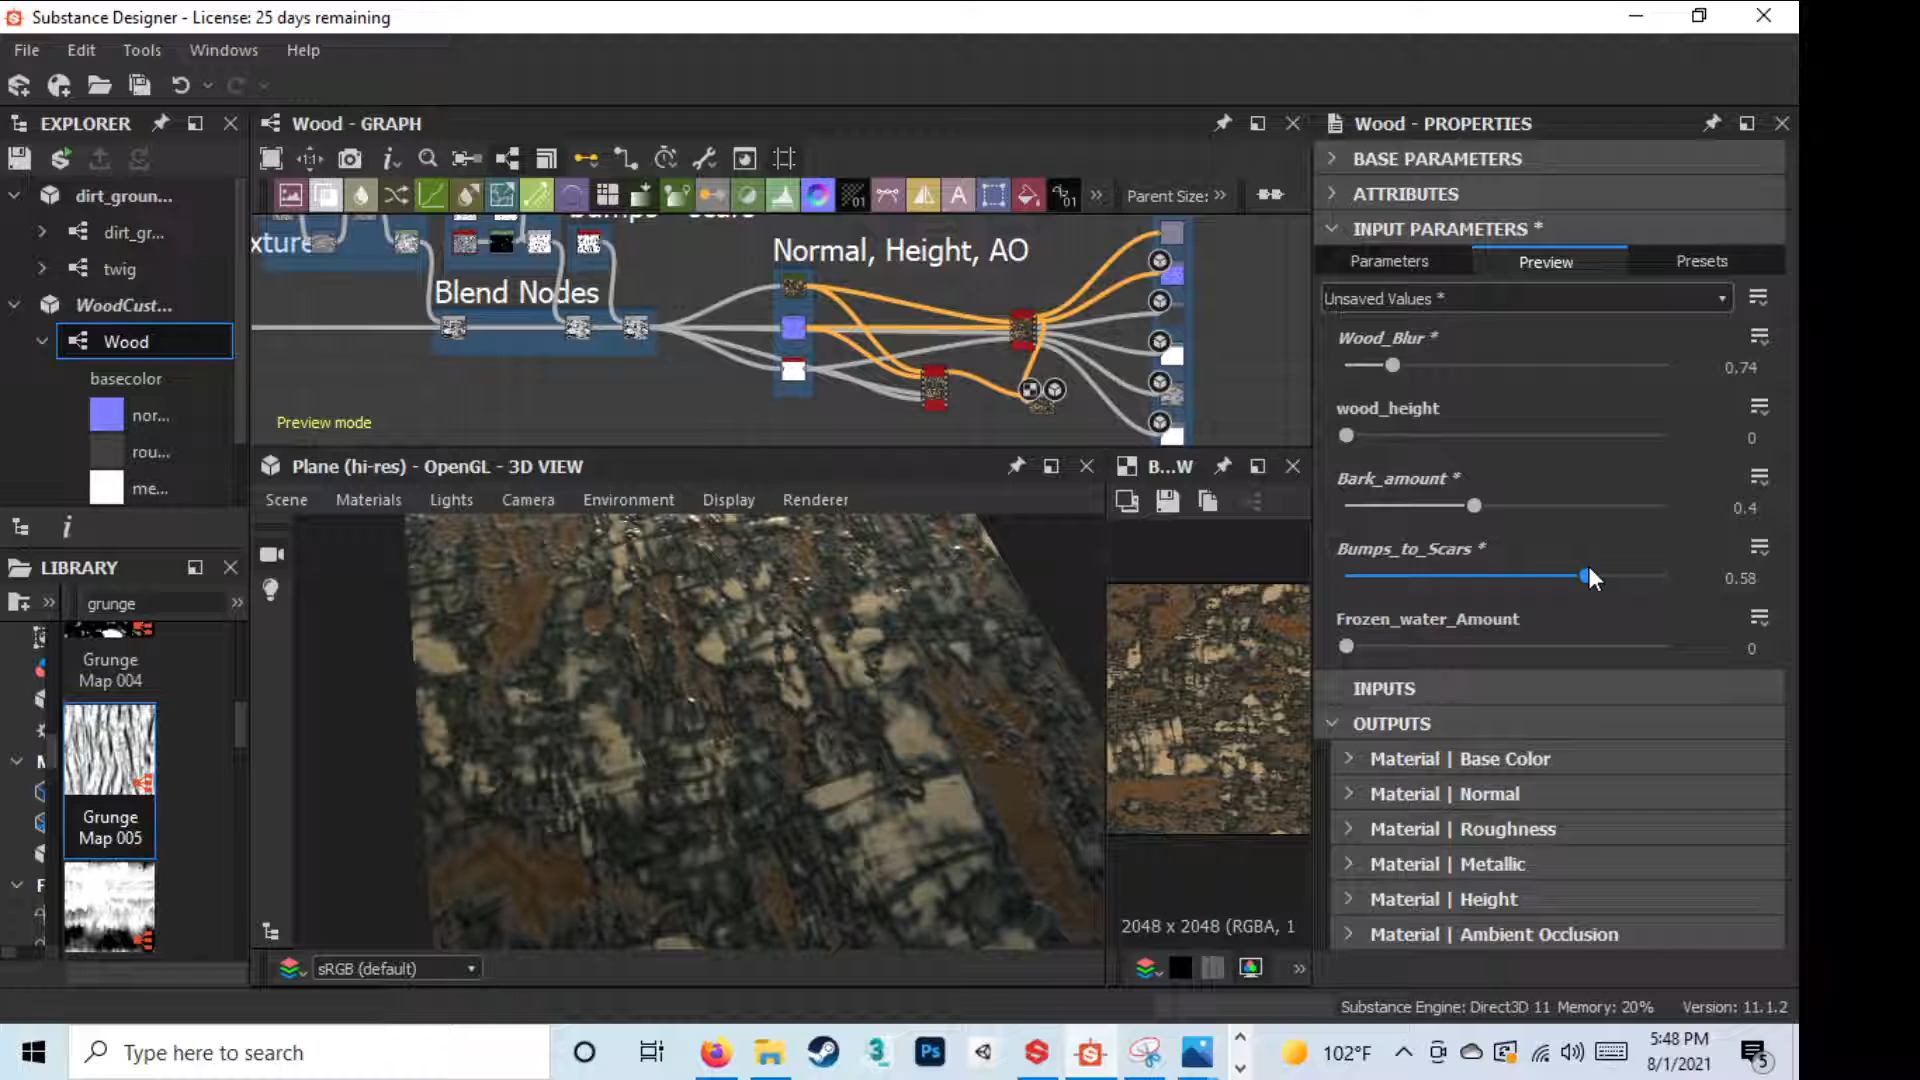 Substance Designer - License: 25 days remaining
File Edit Tools Windows Help
EXPLORER
dirt_groun...
dirt_gr...
twig
WoodCust...
Wood
basecolor
nor...
rou...
me...
LIBRARY
grunge
Grunge
Map 004
Grunge
Map 005
M
F
Wood - GRAPH
Parent Size:
Blend Nodes
Normal, Height, AO
Preview mode
Plane (hi-res) - OpenGL - 3D VIEW
Scene Materials Lights Camera Environment Display Renderer
sRGB (default)
B...W
2048 x 2048 (RGBA, 1
Wood - PROPERTIES
BASE PARAMETERS
ATTRIBUTES
INPUT PARAMETERS *
Parameters Preview Presets
Unsaved Values *
Wood_Blur *
0.74
wood_height
0
Bark_amount *
0.4
Bumps_to_Scars *
0.58
Frozen_water_Amount
0
INPUTS
OUTPUTS
Material | Base Color
Material | Normal
Material | Roughness
Material | Metallic
Material | Height
Material | Ambient Occlusion
Substance Engine: Direct3D 11 Memory: 20% Version: 11.1.2
Type here to search
Ps
102°F
5:48 PM
8/1/2021
5